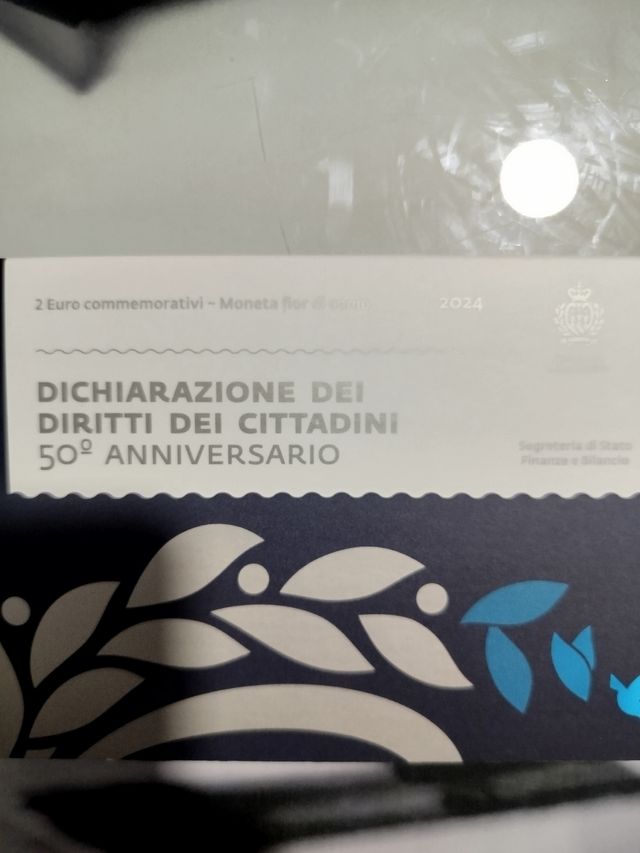 2 Euro commemorativi ~ Moneta fior di conio
2024
DICHIARAZIONE DEI
DIRITTI DEI CITTADINI
50º ANNIVERSARIO
Segreteria di Stato
Finanze e Bilancio